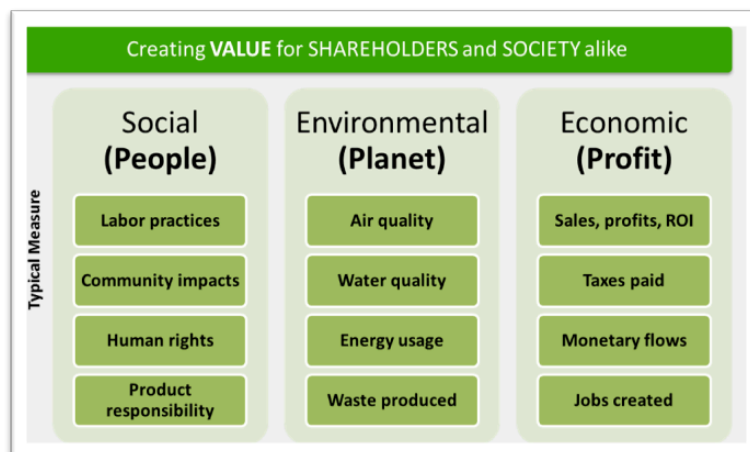 Creating VALUE for SHAREHOLDERS and SOCIETY alike
Typical Measure
Social
(People)
Labor practices
Community impacts
Human rights
Product
responsibility
Environmental
(Planet)
Air quality
Water quality
Energy usage
Waste produced
Economic
(Profit)
Sales, profits, ROI
Taxes paid
Monetary flows
Jobs created